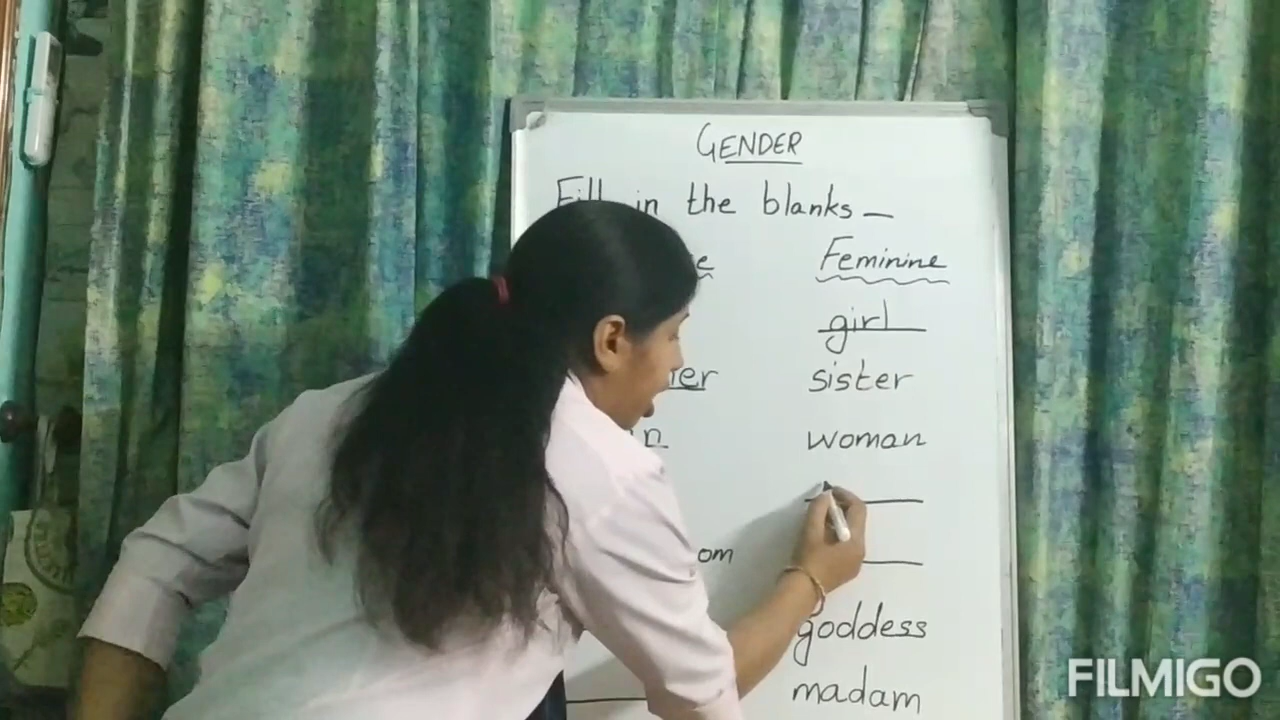 GENDER
Fill in the blanks —
Feminine
girl
sister
woman
goddess
madam
FILMIGO